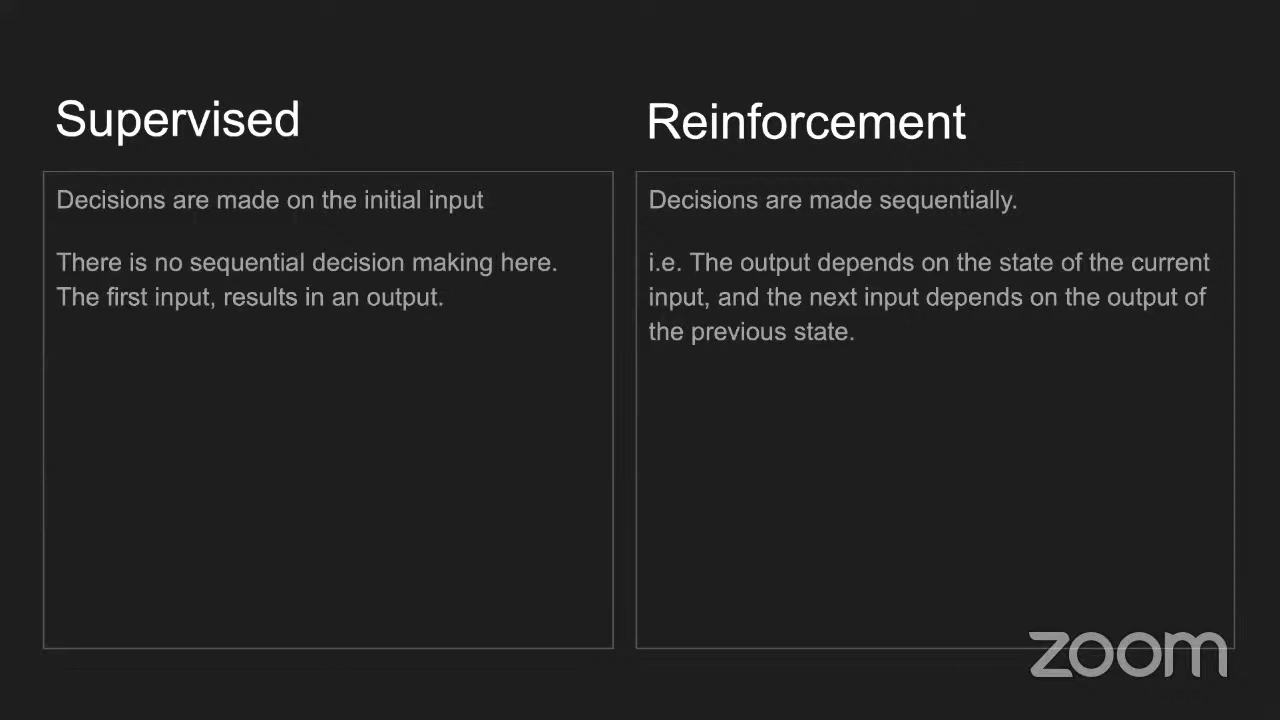 Supervised
Decisions are made on the initial input
There is no sequential decision making here.
The first input, results in an output.
Reinforcement
Decisions are made sequentially.
i.e. The output depends on the state of the current
input, and the next input depends on the output of
the previous state.
zoom